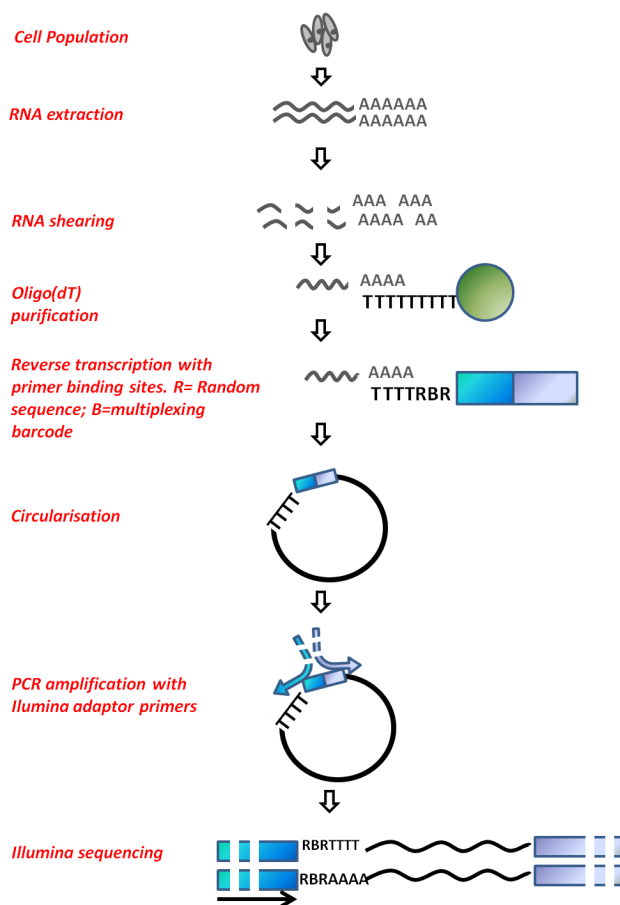 Cell Population
RNA extraction
AAAAAA
AAAAAA
RNA shearing
AAA AAA
AAAA AA
Oligo(dT)
purification
AAAA
TTTTTTTTT
Reverse transcription with
primer binding sites. R= Random
sequence; B=multiplexing
barcode
AAAA
TTTTRBR
Circularisation
TTTT
PCR amplification with
Ilumina adaptor primers
TTTT
Illumina sequencing
RBRTTTT
RBRAAAA